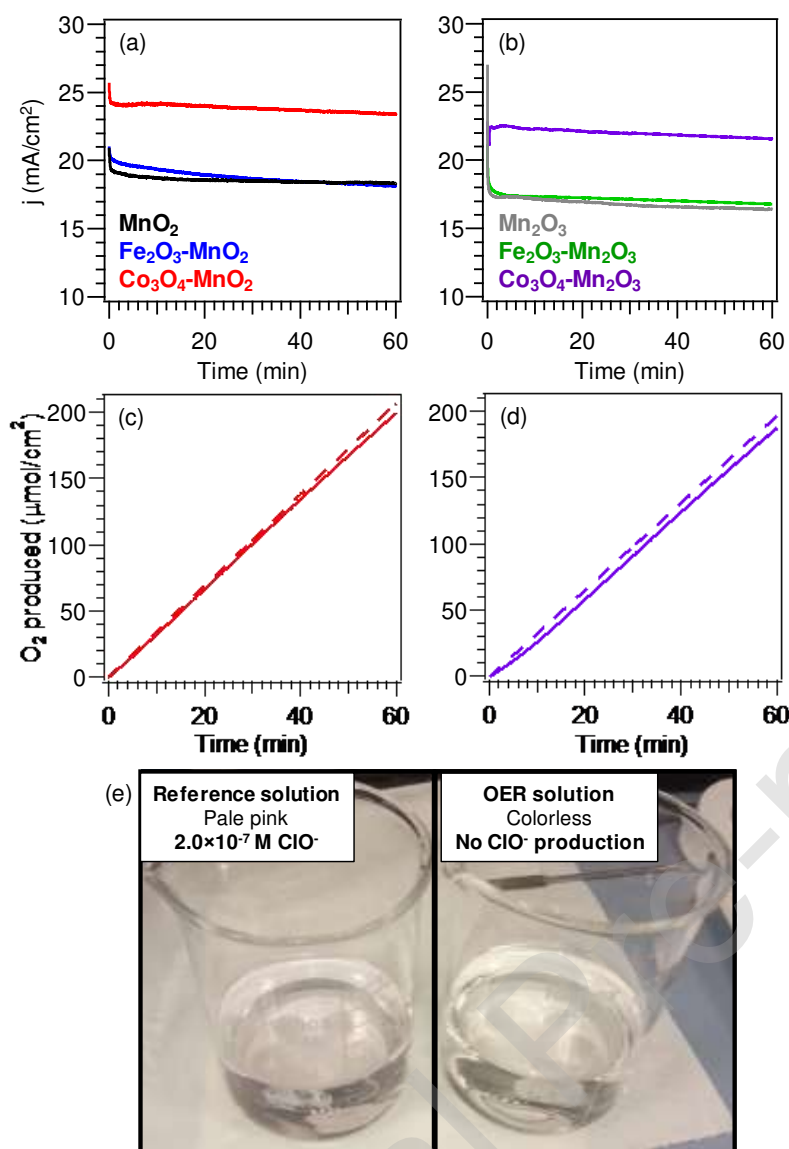 (a)
(b)
30
25
20
15
10
j (mA/cm²)
MnO₂
Fe₂O₃-MnO₂
Co₃O₄-MnO₂
0 20 40 60
Time (min)
30
25
20
15
10
Mn₂O₃
Fe₂O₃-Mn₂O₃
Co₃O₄-Mn₂O₃
0 20 40 60
Time (min)
(c)
200
150
100
50
0
O₂ produced (μmol/cm²)
0 20 40 60
Time (min)
(d)
200
150
100
50
0
0 20 40 60
Time (min)
(e)
Reference solution
Pale pink
2.0×10⁻⁷ M ClO⁻
OER solution
Colorless
No ClO⁻ production